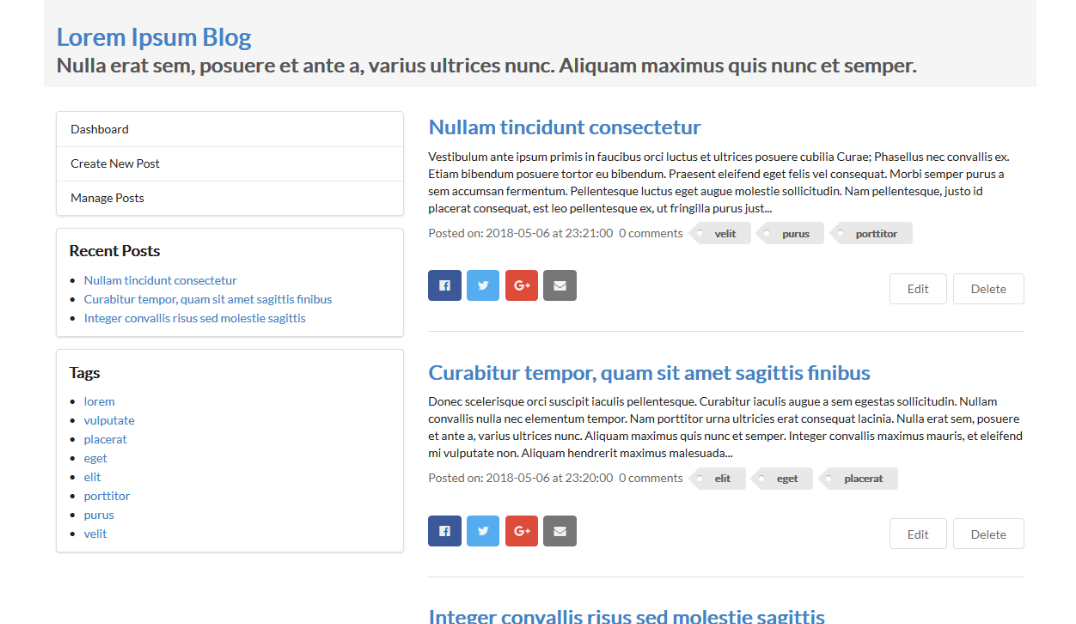 Lorem Ipsum Blog
Nulla erat sem, posuere et ante a, varius ultrices nunc. Aliquam maximus quis nunc et semper.
Dashboard
Create New Post
Manage Posts
Recent Posts
Nullam tincidunt consectetur
Curabitur tempor, quam sit amet sagittis finibus
Integer convallis risus sed molestie sagittis
Tags
lorem
vulputate
placerat
eget
elit
porttitor
purus
velit
Nullam tincidunt consectetur
Vestibulum ante ipsum primis in faucibus orci luctus et ultrices posuere cubilia Curae; Phasellus nec convallis ex.
Etiam bibendum posuere tortor eu bibendum. Praesent eleifend eget felis vel consequat. Morbi semper purus a
sem accumsan fermentum. Pellentesque luctus eget augue molestie sollicitudin. Nam pellentesque, justo id
placerat consequat, est leo pellentesque ex, ut fringilla purus just...
Posted on: 2018-05-06 at 23:21:00 0 comments velit purus porttitor
G+ Edit Delete
Curabitur tempor, quam sit amet sagittis finibus
Donec scelerisque orci suscipit iaculis pellentesque. Curabitur iaculis augue a sem egestas sollicitudin. Nullam
convallis nulla nec elementum tempor. Nam porttitor urna ultricies erat consequat lacinia. Nulla erat sem, posuere
et ante a, varius ultrices nunc. Aliquam maximus quis nunc et semper. Integer convallis maximus mauris, et eleifend
mi vulputate non. Aliquam hendrerit maximus malesuada...
Posted on: 2018-05-06 at 23:20:00 0 comments elit eget placerat
G+ Edit Delete
Integer convallis risus sed molestie sagittis